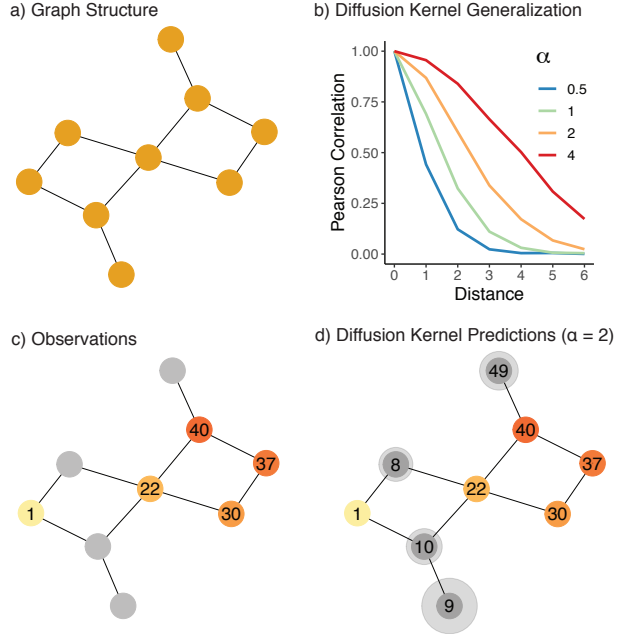 a) Graph Structure
b) Diffusion Kernel Generalization
Pearson Correlation
1.00
0.75
0.50
0.25
0.00
0 1 2 3 4 5 6
Distance
α
0.5
1
2
4
c) Observations
40
37
22
1
30
d) Diffusion Kernel Predictions (α = 2)
49
40
8
37
22
1
30
10
9